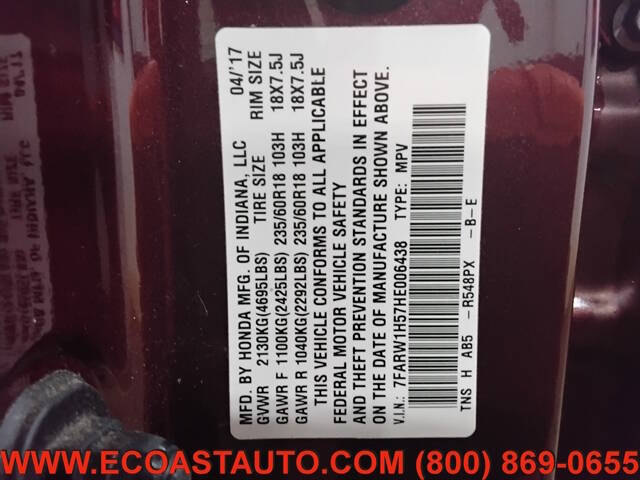 MFD. BY HONDA MFG. OF INDIANA, LLC 04/'17
GVWR 2130KG(4695LBS) TIRE SIZE RIM SIZE
GAWR F 1100KG(2425LBS) 235/60R18 103H 18X7.5J
GAWR R 1040KG(2292LBS) 235/60R18 103H 18X7.5J
THIS VEHICLE CONFORMS TO ALL APPLICABLE
FEDERAL MOTOR VEHICLE SAFETY
AND THEFT PREVENTION STANDARDS IN EFFECT
ON THE DATE OF MANUFACTURE SHOWN ABOVE.
V.I.N.: 7FARW1H57HE006438 TYPE: MPV
TNS H AB5 -R548PX -B-E
WWW.ECOASTAUTO.COM (800) 869-0655